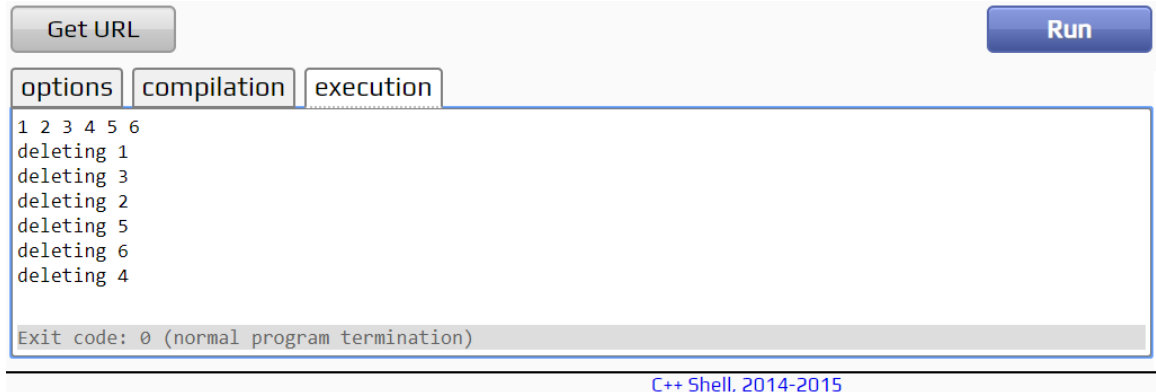 Get URL Run
options compilation execution
1 2 3 4 5 6
deleting 1
deleting 3
deleting 2
deleting 5
deleting 6
deleting 4
Exit code: 0 (normal program termination)
C++ Shell, 2014-2015